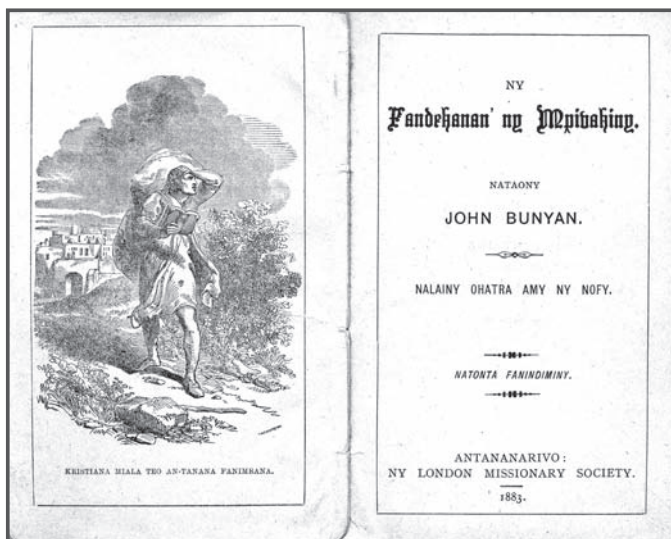 KRISTIANA MIALA TEO AN-TANANA FANIMBANA.
NY
Fandehanan' ny Mpivahiny.
NATAONY
JOHN BUNYAN.
NALAINY OHATRA AMY NY NOFY.
NATONTA FANINDIMINY.
ANTANANARIVO:
NY LONDON MISSIONARY SOCIETY.
1883.